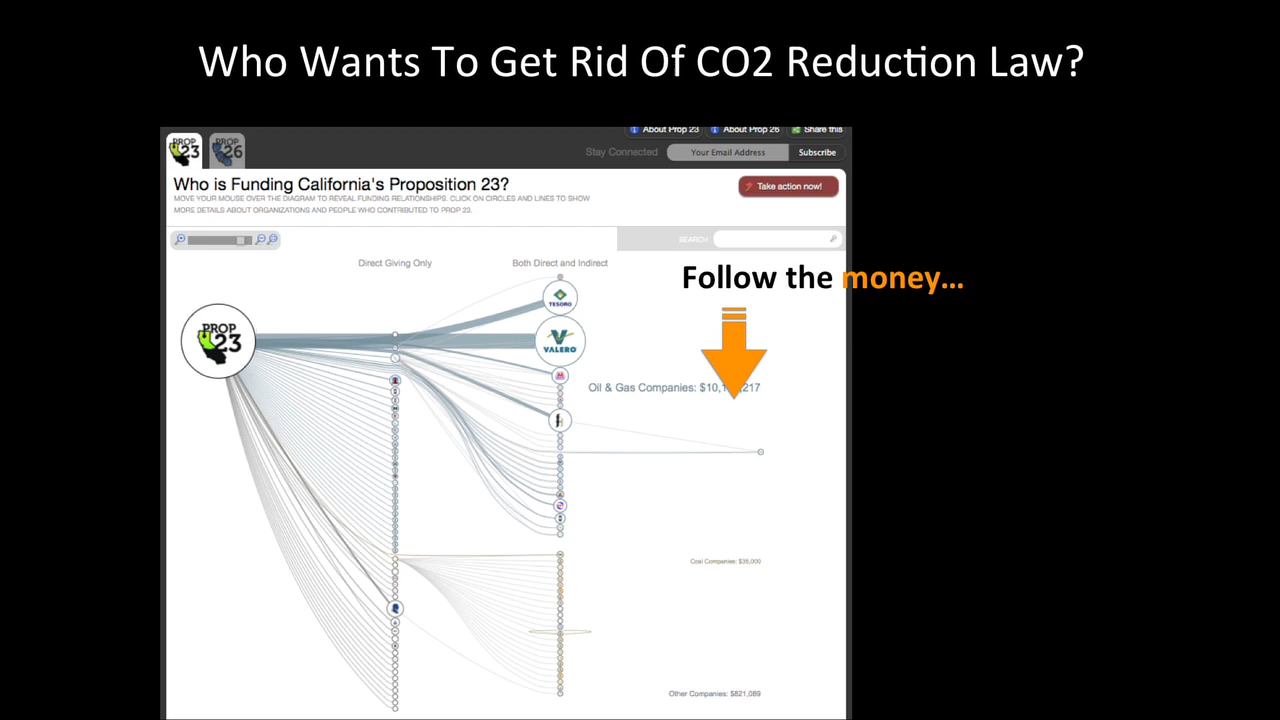 Who Wants To Get Rid Of CO2 Reduction Law?
PROP 23
PROP 26
About Prop 23
About Prop 26
Share this
Stay Connected
Your Email Address
Subscribe
Who is Funding California's Proposition 23?
MOVE YOUR MOUSE OVER THE DIAGRAM TO REVEAL FUNDING RELATIONSHIPS. CLICK ON CIRCLES AND LINES TO SHOW
MORE DETAILS ABOUT ORGANIZATIONS AND PEOPLE WHO CONTRIBUTED TO PROP 23.
Take action now!
SEARCH
Direct Giving Only
Both Direct and Indirect
Follow the money...
TESORO
PROP
23
VALERO
Oil & Gas Companies: $10,1
217
Coal Companies: $35,000
Other Companies: $821,089